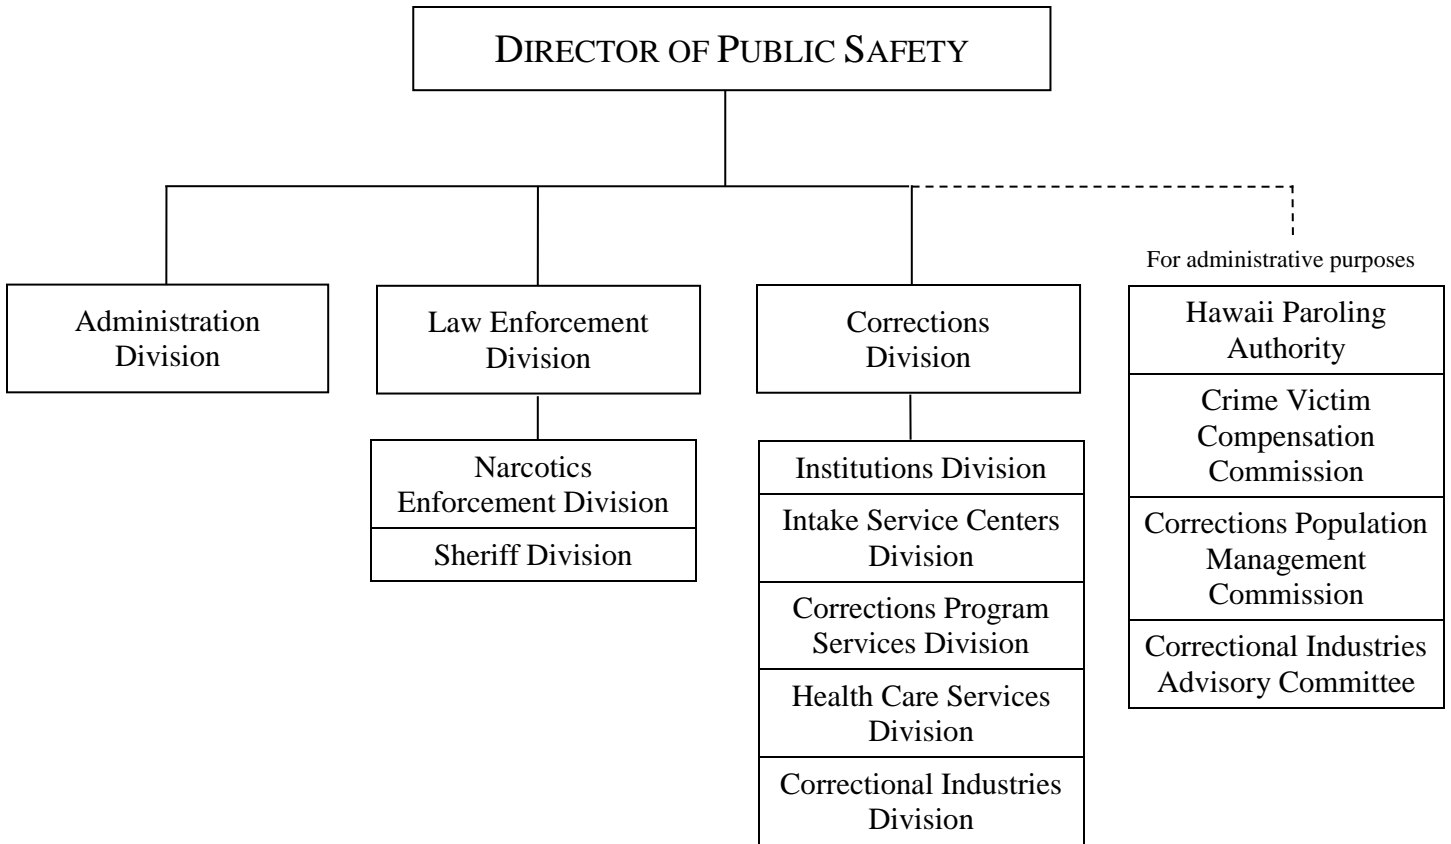 DIRECTOR OF PUBLIC SAFETY
For administrative purposes
Administration
Division
Law Enforcement
Division
Corrections
Division
Hawaii Paroling
Authority
Crime Victim
Compensation
Commission
Corrections Population
Management
Commission
Correctional Industries
Advisory Committee
Narcotics
Enforcement Division
Sheriff Division
Institutions Division
Intake Service Centers
Division
Corrections Program
Services Division
Health Care Services
Division
Correctional Industries
Division